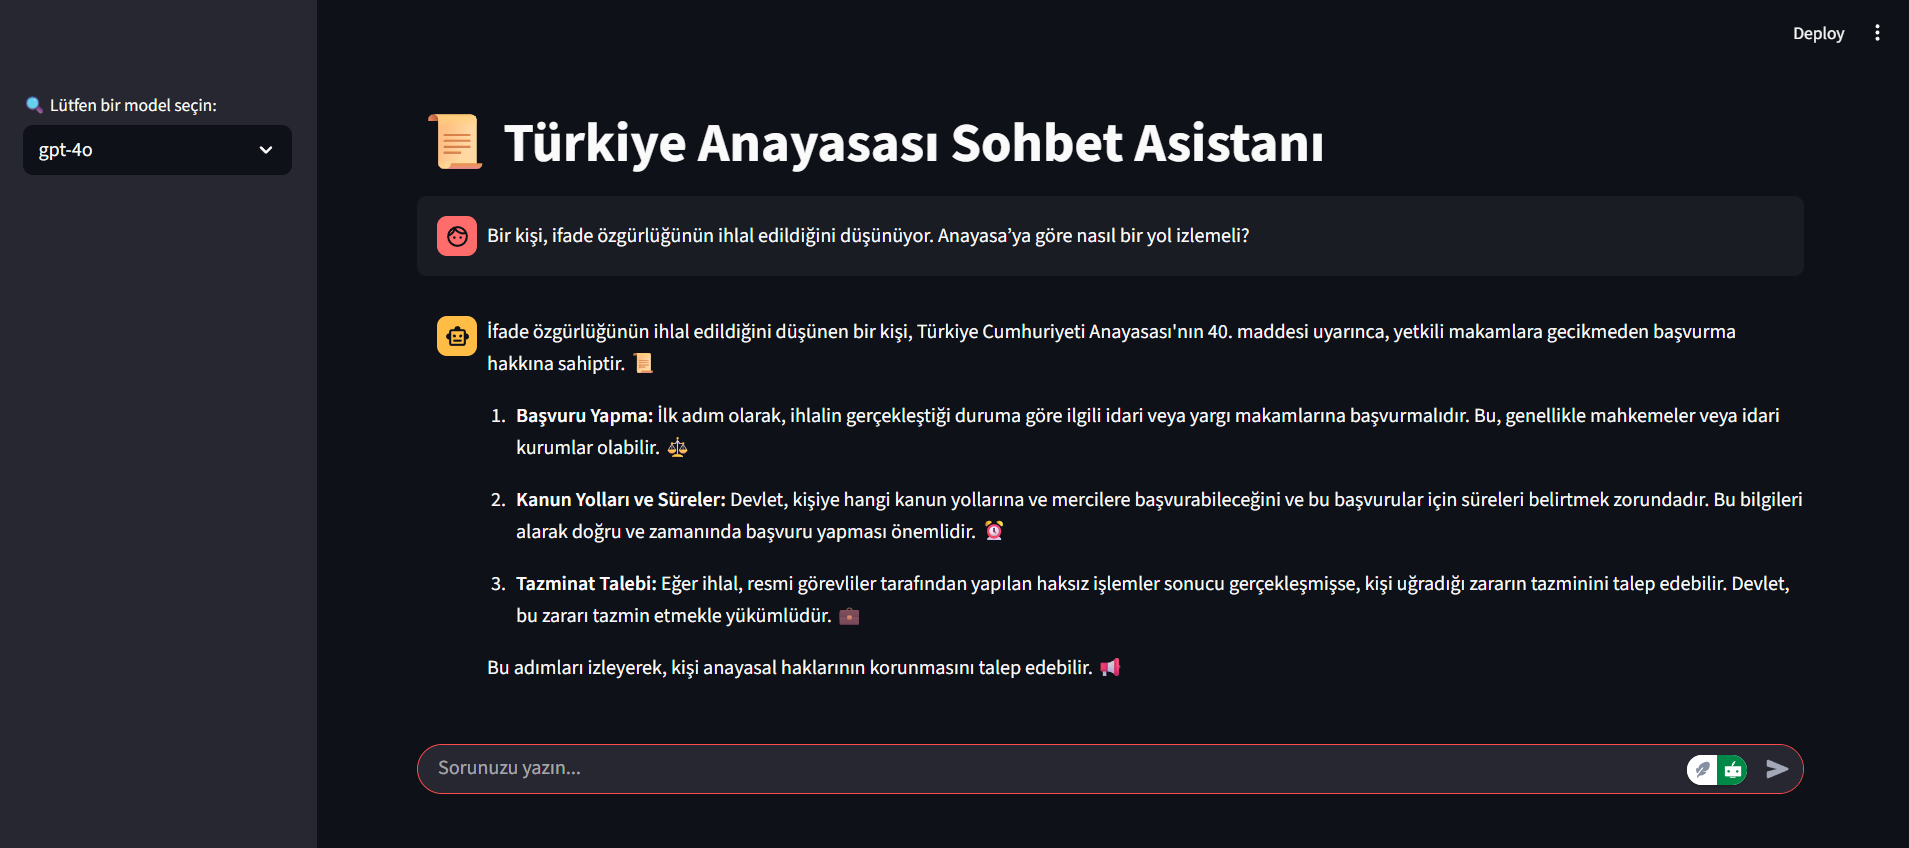 Deploy
🔍 Lütfen bir model seçin:
gpt-4o
📜 Türkiye Anayasası Sohbet Asistanı
Bir kişi, ifade özgürlüğünün ihlal edildiğini düşünüyor. Anayasa’ya göre nasıl bir yol izlemeli?
İfade özgürlüğünün ihlal edildiğini düşünen bir kişi, Türkiye Cumhuriyeti Anayasası'nın 40. maddesi uyarınca, yetkili makamlara gecikmeden başvurma
hakkına sahiptir. 📜
1. Başvuru Yapma: İlk adım olarak, ihlalin gerçekleştiği duruma göre ilgili idari veya yargı makamlarına başvurmalıdır. Bu, genellikle mahkemeler veya idari
kurumlar olabilir. ⚖️
2. Kanun Yolları ve Süreler: Devlet, kişiye hangi kanun yollarına ve mercilere başvurabileceğini ve bu başvurular için süreleri belirtmek zorundadır. Bu bilgileri
alarak doğru ve zamanında başvuru yapması önemlidir. ⏰
3. Tazminat Talebi: Eğer ihlal, resmi görevliler tarafından yapılan haksız işlemler sonucu gerçekleşmişse, kişi uğradığı zararın tazminini talep edebilir. Devlet,
bu zararı tazmin etmekle yükümlüdür. 💼
Bu adımları izleyerek, kişi anayasal haklarının korunmasını talep edebilir. 📢
Sorunuzu yazın...